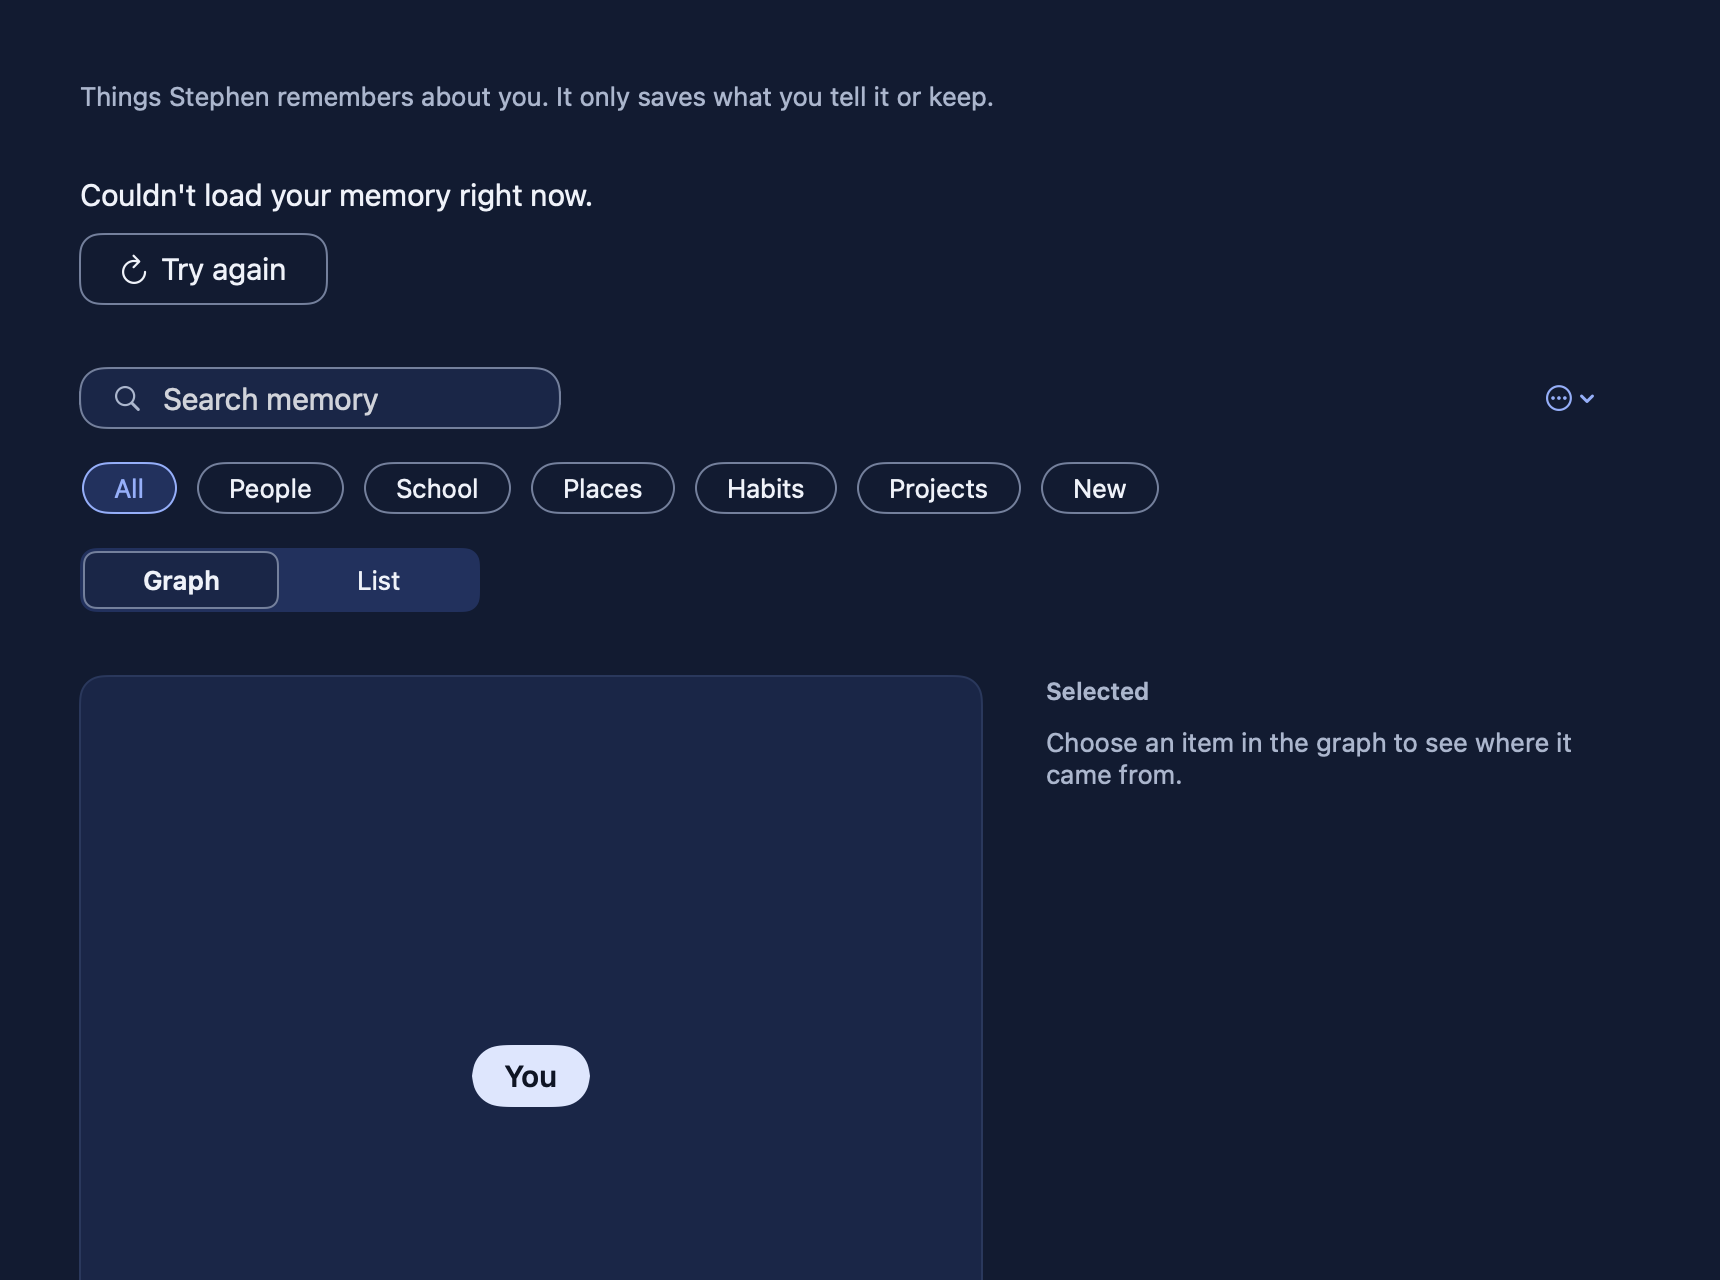 Things Stephen remembers about you. It only saves what you tell it or keep.
Couldn't load your memory right now.
Try again
Search memory
All People School Places Habits Projects New
Graph List
Selected
Choose an item in the graph to see where it
came from.
You